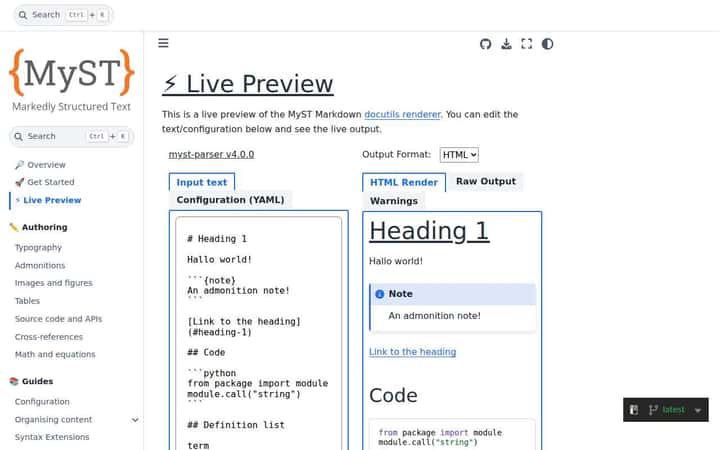 Search Ctrl + K
{MyST}
Markedly Structured Text
Search Ctrl + K
🔎 Overview
🚀 Get Started
⚡ Live Preview
✏️ Authoring
Typography
Admonitions
Images and figures
Tables
Source code and APIs
Cross-references
Math and equations
📚 Guides
Configuration
Organising content
Syntax Extensions
⚡ Live Preview
This is a live preview of the MyST Markdown docutils renderer. You can edit the
text/configuration below and see the live output.
myst-parser v4.0.0
Output Format: HTML
Input text
Configuration (YAML)
# Heading 1
Hallo world!
```{note}
An admonition note!
```
[Link to the heading]
(#heading-1)
## Code
```python
from package import module
module.call("string")
```
## Definition list
term
HTML Render
Raw Output
Warnings
Heading 1
Hallo world!
Note
An admonition note!
Link to the heading
Code
from package import module
module.call("string")
latest